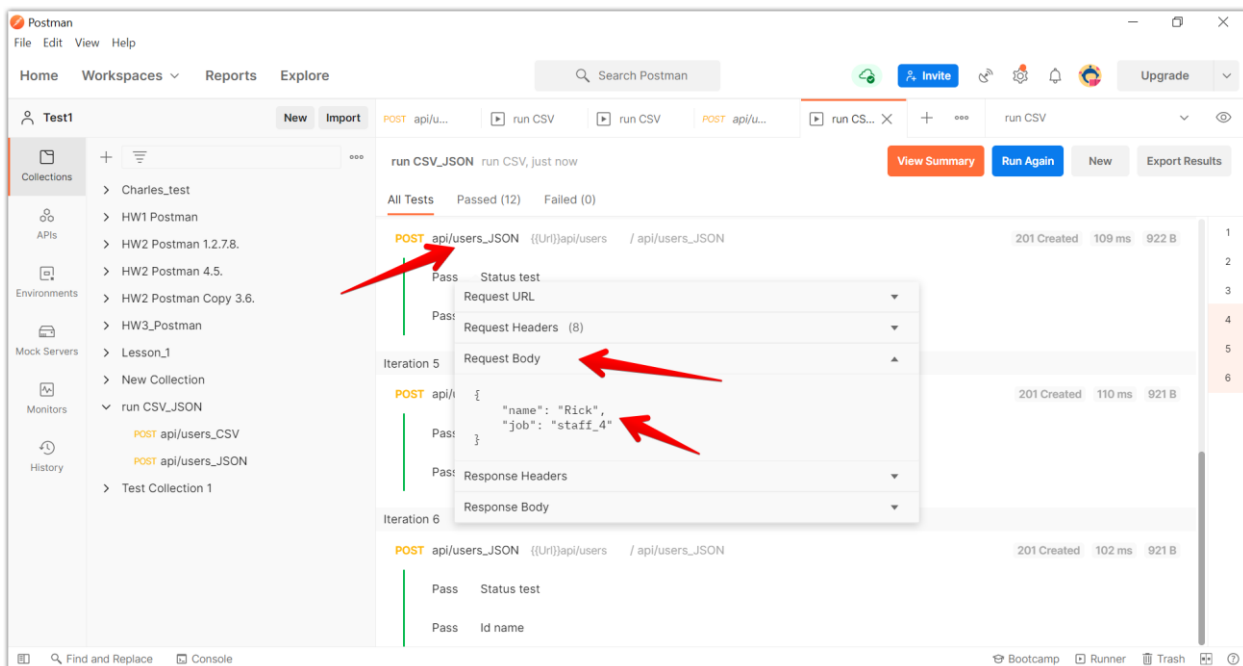 Postman
File Edit View Help
Home Workspaces Reports Explore Search Postman Invite Upgrade
Test1 New Import POST api/u... run CSV run CSV POST api/u... run CS... run CSV
Collections
APIs
Environments
Mock Servers
Monitors
History
Charles_test
HW1 Postman
HW2 Postman 1.2.7.8.
HW2 Postman 4.5.
HW2 Postman Copy 3.6.
HW3_Postman
Lesson_1
New Collection
run CSV_JSON
POST api/users_CSV
POST api/users_JSON
Test Collection 1
run CSV_JSON run CSV, just now View Summary Run Again New Export Results
All Tests Passed (12) Failed (0)
POST api/users_JSON {{Url}}api/users / api/users_JSON 201 Created 109 ms 922 B
Pass Status test
Pass
Request URL
Request Headers (8)
Iteration 5
Request Body
POST api/u 201 Created 110 ms 921 B
{
"name": "Rick",
"job": "staff_4"
}
Pass
Pass
Response Headers
Response Body
Iteration 6
POST api/users_JSON {{Url}}api/users / api/users_JSON 201 Created 102 ms 921 B
Pass Status test
Pass Id name
1
2
3
4
5
6
Find and Replace Console Bootcamp Runner Trash